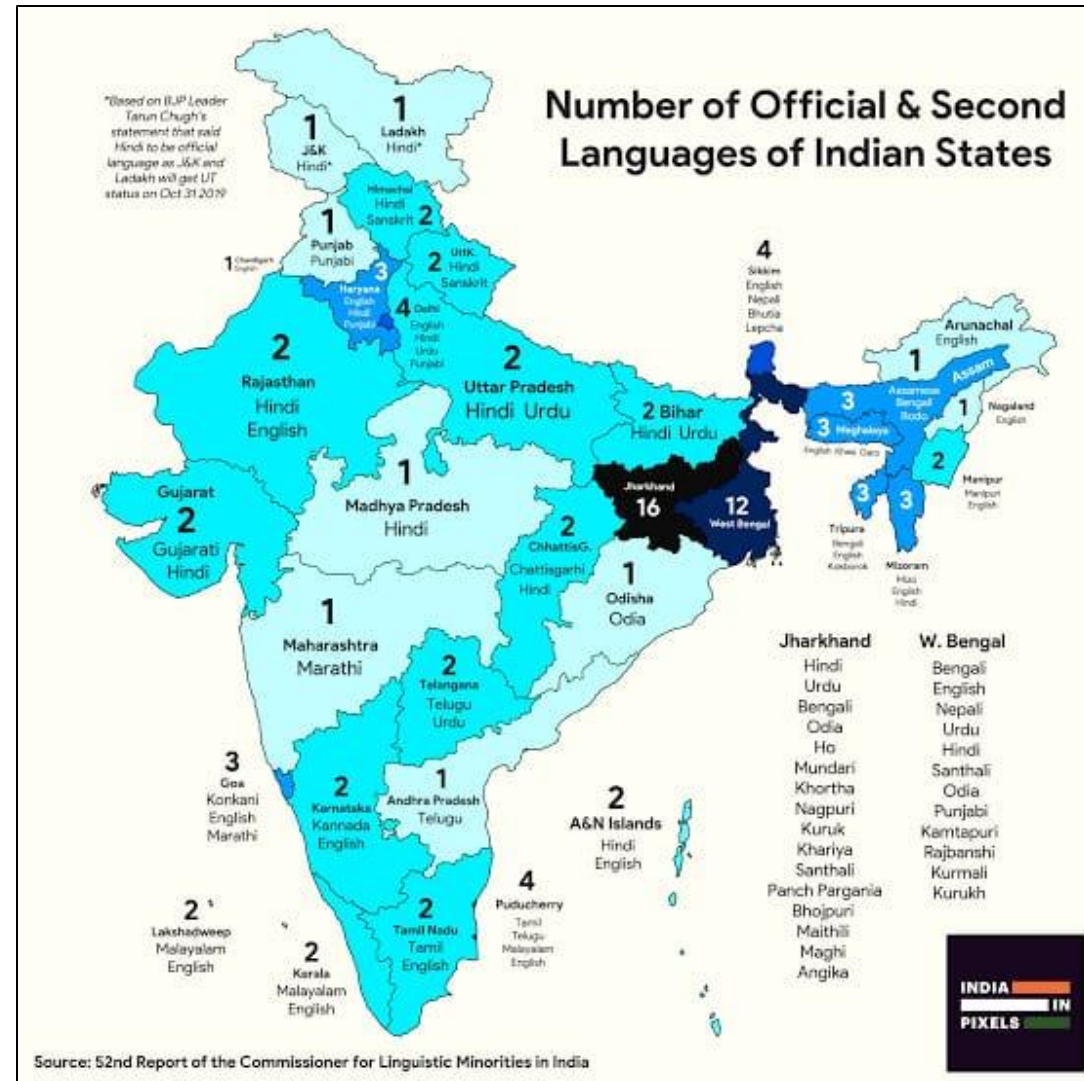 Number of Official & Second
Languages of Indian States
*Based on BJP Leader
Tarun Chugh's
statement that said
Hindi to be official
language as J&K and
Ladakh will get UT
status on Oct 31 2019
1
Ladakh
Hindi*
1
J&K
Hindi*
Himachal
Hindi
Sanskrit 2
1
Punjab
Punjabi
1 Chandigarh
English
2 Uttk.
Hindi
Sanskrit
3
Haryana
English
Hindi
Punjabi
4 Delhi
English
Hindi
Urdu
Punjabi
4
Sikkim
English
Nepali
Bhutia
Lepcha
2
Rajasthan
Hindi
English
2
Uttar Pradesh
Hindi Urdu
2 Bihar
Hindi Urdu
Arunachal
English
1
Assam
3
Assamese
Bengali
Bodo
1
Nagaland
English
3 Meghalaya
English Khasi Garo
2
Manipur
Manipuri
English
3
Tripura
Bengali
English
Kokborok
3
Mizoram
Mizo
English
Hindi
Gujarat
2
Gujarati
Hindi
1
Madhya Pradesh
Hindi
Jharkhand
16
12
West Bengal
2
ChhattisG.
Chattisgarhi
Hindi
1
Odisha
Odia
1
Maharashtra
Marathi
2
Telangana
Telugu
Urdu
3
Goa
Konkani
English
Marathi
2
Karnataka
Kannada
English
1
Andhra Pradesh
Telugu
2
A&N Islands
Hindi
English
2
Lakshadweep
Malayalam
English
2
Kerala
Malayalam
English
2
Tamil Nadu
Tamil
English
4
Puducherry
Tamil
Telugu
Malayalam
English
Jharkhand
Hindi
Urdu
Bengali
Odia
Ho
Mundari
Khortha
Nagpuri
Kuruk
Khariya
Santhali
Panch Pargania
Bhojpuri
Maithili
Maghi
Angika
W. Bengal
Bengali
English
Nepali
Urdu
Hindi
Santhali
Odia
Punjabi
Kamtapuri
Rajbanshi
Kurmali
Kurukh
INDIA
IN
PIXELS
Source: 52nd Report of the Commissioner for Linguistic Minorities in India